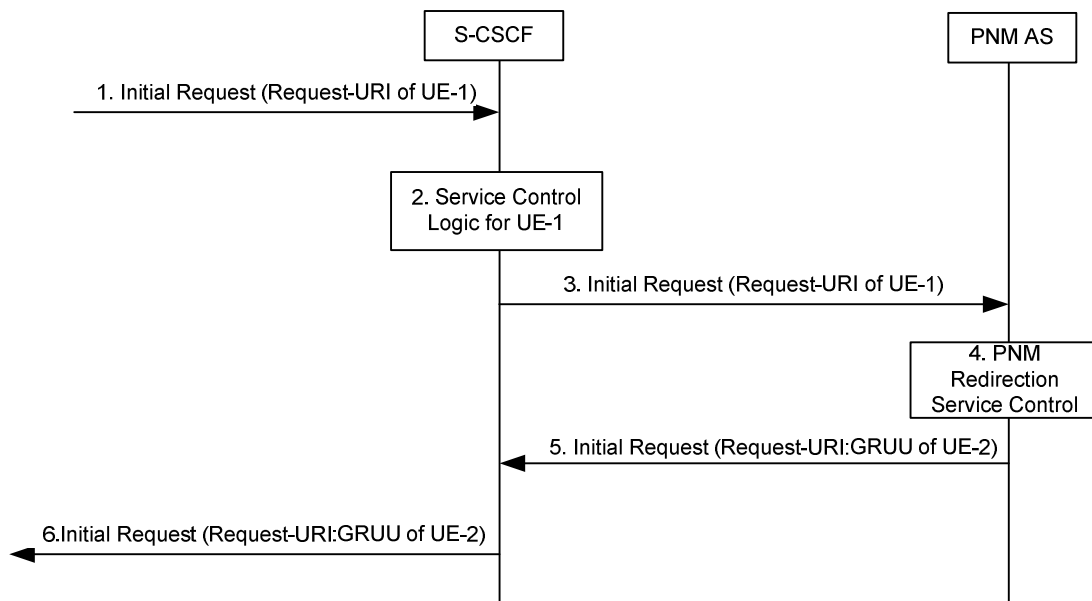 S-CSCF
PNM AS
1. Initial Request (Request-URI of UE-1)
2. Service Control
Logic for UE-1
3. Initial Request (Request-URI of UE-1)
4. PNM
Redirection
Service Control
5. Initial Request (Request-URI:GRUU of UE-2)
6.Initial Request (Request-URI:GRUU of UE-2)